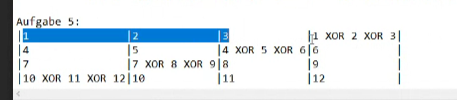 Aufgabe 5:
|1 |2 |3 |1 XOR 2 XOR 3|
|4 |5 |4 XOR 5 XOR 6|6 |
|7 |7 XOR 8 XOR 9|8 |9 |
|10 XOR 11 XOR 12|10 |11 |12 |